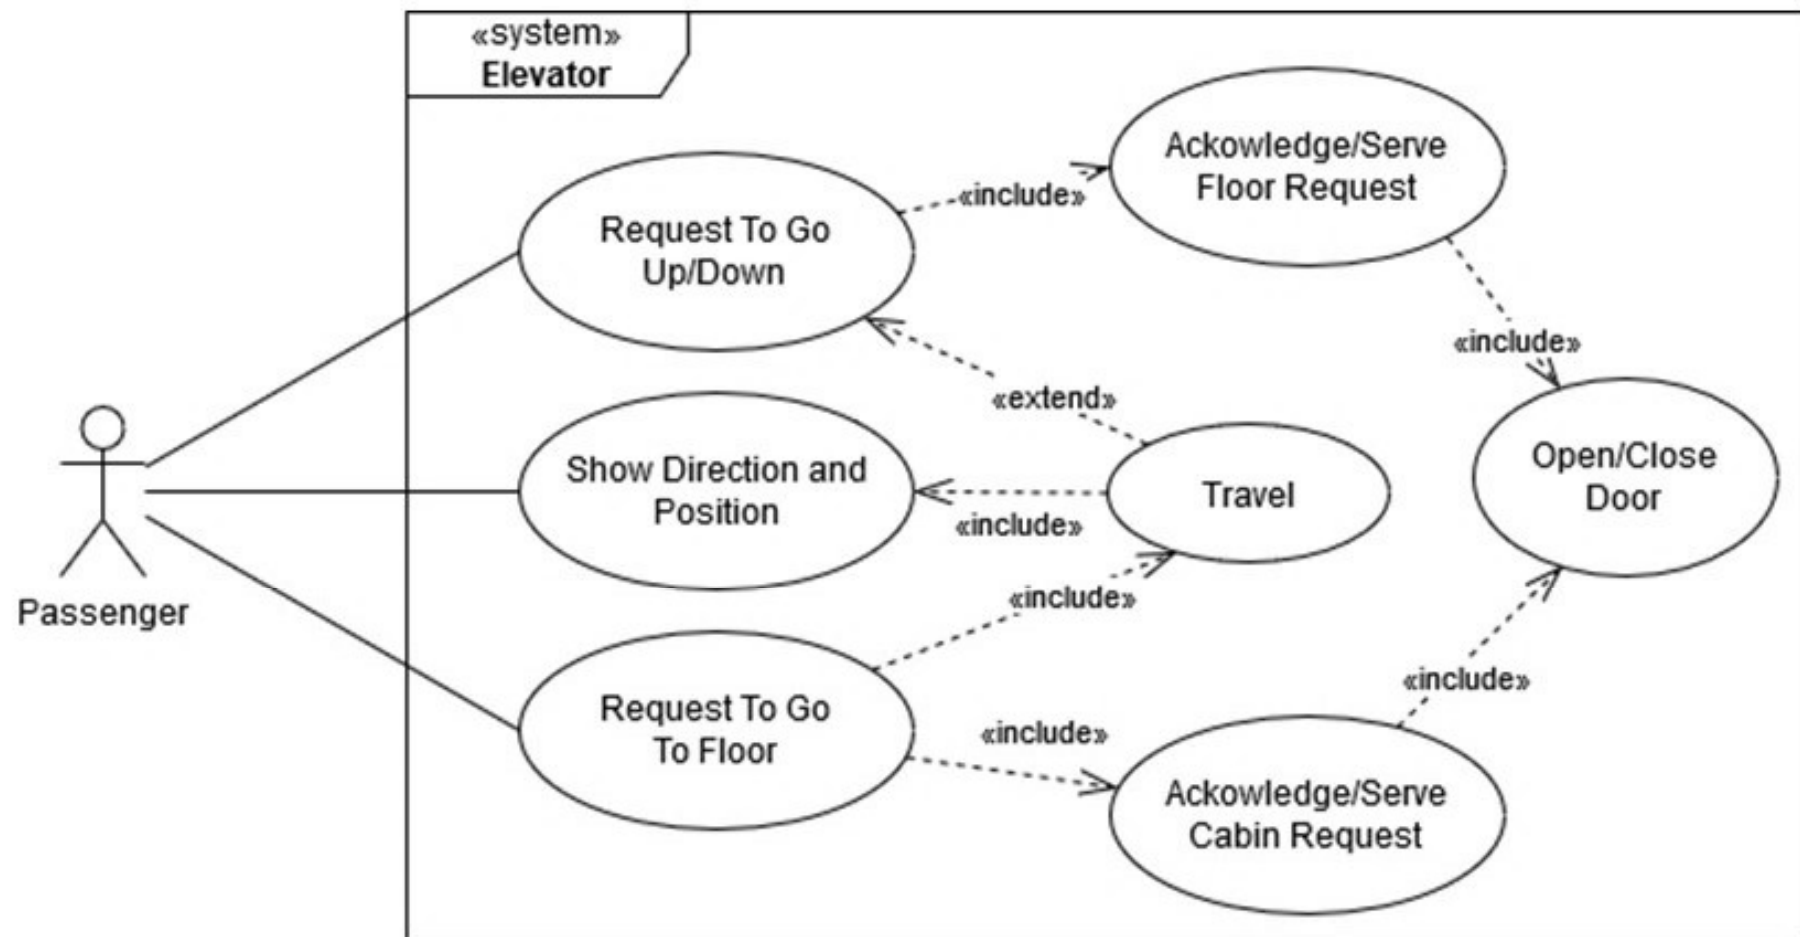 «system»
Elevator
Ackowledge/Serve
Floor Request
«include»
Request To Go
Up/Down
«include»
«extend»
Show Direction and
Position
Travel
Open/Close
Door
«include»
Passenger
«include»
Request To Go
To Floor
«include»
«include»
Ackowledge/Serve
Cabin Request